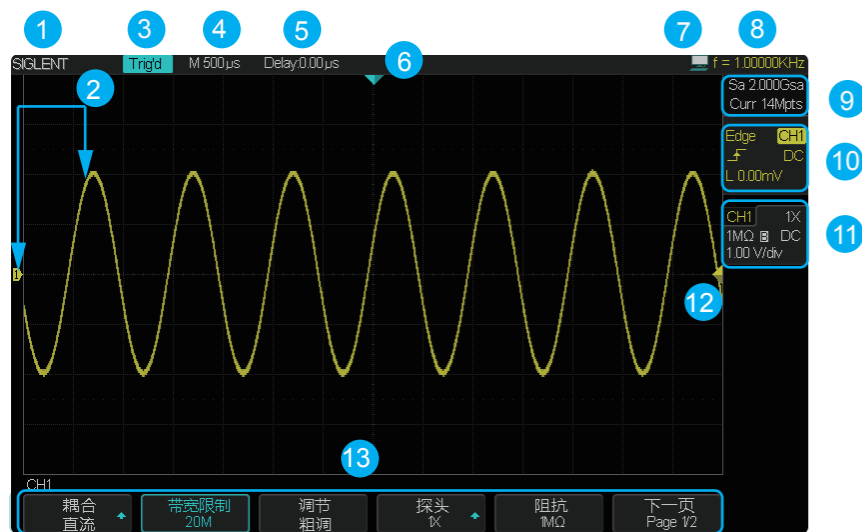 1 3 4 5 7 8
SIGLENT Trig'd M 500μs Delay:0.00μs f = 1.00000KHz
6
2
Sa 2.000Gsa
Curr 14Mpts
9
Edge CH1
DC
L 0.00mV
10
CH1 1X
1MΩ B DC
1.00 V/div
11
1
12
13
CH1
耦合 带宽限制 调节 探头 阻抗 下一页
直流 20M 粗调 1X 1MΩ Page 1/2